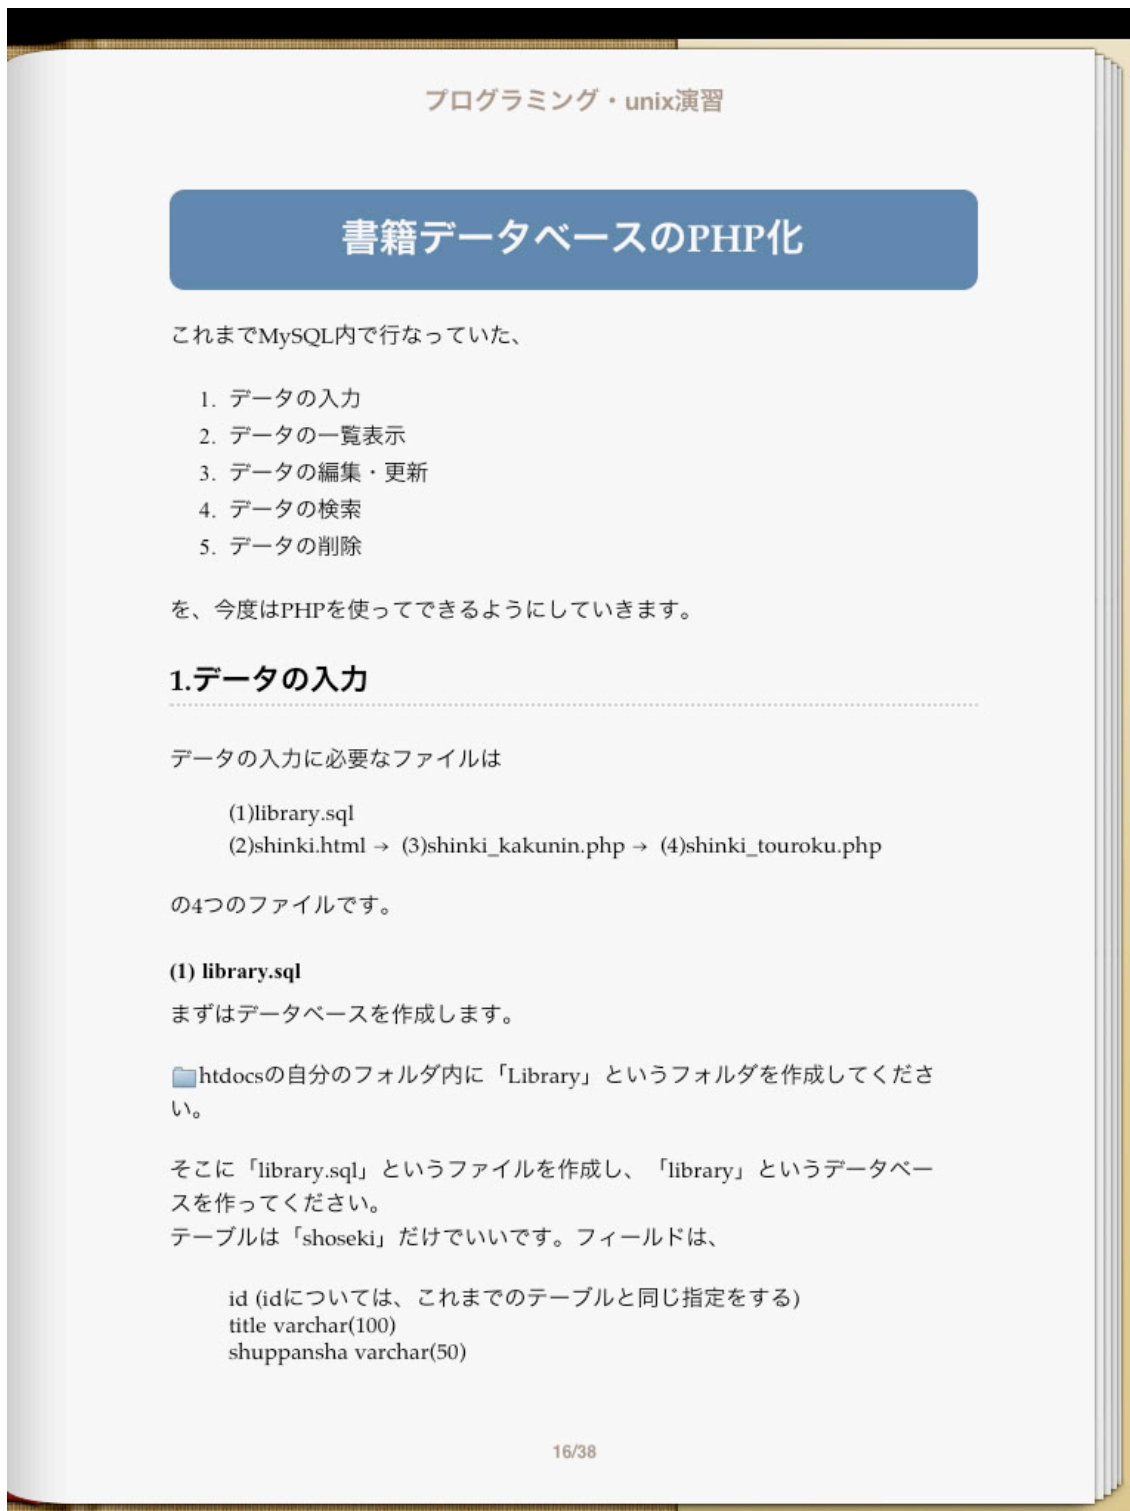 プログラミング・unix演習
書籍データベースのPHP化
これまでMySQL内で行なっていた、
1. データの入力
2. データの一覧表示
3. データの編集・更新
4. データの検索
5. データの削除
を、今度はPHPを使ってできるようにしていきます。
1.データの入力
データの入力に必要なファイルは
(1)library.sql
(2)shinki.html → (3)shinki_kakunin.php → (4)shinki_touroku.php
の4つのファイルです。
(1) library.sql
まずはデータベースを作成します。
htdocsの自分のフォルダ内に「Library」というフォルダを作成してくださ
い。
そこに「library.sql」というファイルを作成し、「library」というデータベー
スを作ってください。
テーブルは「shoseki」だけでいいです。フィールドは、
id (idについては、これまでのテーブルと同じ指定をする)
title varchar(100)
shuppansha varchar(50)
16/38